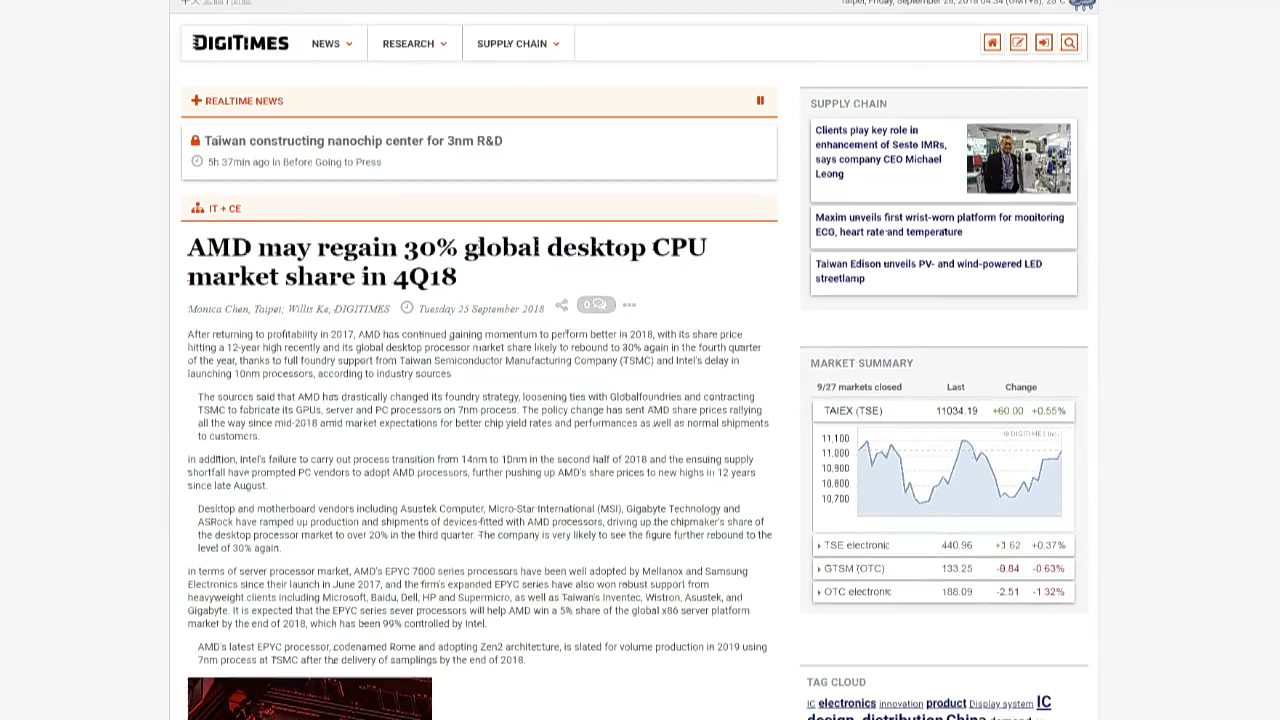 DIGITIMES
NEWS
RESEARCH
SUPPLY CHAIN
REALTIME NEWS
Taiwan constructing nanochip center for 3nm R&D
5h 37min ago in Before Going to Press
IT + CE
AMD may regain 30% global desktop CPU
market share in 4Q18
Monica Chen, Taipei; Willis Ke, DIGITIMES Tuesday 25 September 2018 0
After returning to profitability in 2017, AMD has continued gaining momentum to perform better in 2018, with its share price
hitting a 12-year high recently and its global desktop processor market share likely to rebound to 30% again in the fourth quarter
of the year, thanks to full foundry support from Taiwan Semiconductor Manufacturing Company (TSMC) and Intel's delay in
launching 10nm processors, according to industry sources
The sources said that AMD has drastically changed its foundry strategy, loosening ties with Globalfoundries and contracting
TSMC to fabricate its GPUs, server and PC processors on 7nm process. The policy change has sent AMD share prices rallying
all the way since mid-2018 amid market expectations for better chip yield rates and performances as well as normal shipments
to customers.
In addition, Intel's failure to carry out process transition from 14nm to 10nm in the second half of 2018 and the ensuing supply
shortfall have prompted PC vendors to adopt AMD processors, further pushing up AMD's share prices to new highs in 12 years
since late August.
Desktop and motherboard vendors including Asustek Computer, Micro-Star International (MSI), Gigabyte Technology and
ASRock have ramped up production and shipments of devices fitted with AMD processors, driving up the chipmaker's share of
the desktop processor market to over 20% in the third quarter. The company is very likely to see the figure further rebound to the
level of 30% again.
In terms of server processor market, AMD's EPYC 7000 series processors have been well adopted by Mellanox and Samsung
Electronics since their launch in June 2017, and the firm's expanded EPYC series have also won robust support from
heavyweight clients including Microsoft, Baidu, Dell, HP and Supermicro, as well as Taiwan's Inventec, Wistron, Asustek, and
Gigabyte. It is expected that the EPYC series sever processors will help AMD win a 5% share of the global x86 server platform
market by the end of 2018, which has been 99% controlled by Intel.
AMD's latest EPYC processor, codenamed Rome and adopting Zen2 architecture, is slated for volume production in 2019 using
7nm process at TSMC after the delivery of samplings by the end of 2018.
SUPPLY CHAIN
Clients play key role in
enhancement of Seste IMRs,
says company CEO Michael
Leong
Maxim unveils first wrist-worn platform for monitoring
ECG, heart rate and temperature
Taiwan Edison unveils PV- and wind-powered LED
streetlamp
MARKET SUMMARY
9/27 markets closed Last Change
TAIEX (TSE) 11034.19 +60.00 +0.55%
© DIGITIMES Inc.
11,100
11,000
10,900
10,800
10,700
TSE electronic 440.96 +1.62 +0.37%
GTSM (OTC) 133.25 -0.84 -0.63%
OTC electronic 188.09 -2.51 -1.32%
TAG CLOUD
IC electronics innovation product Display system IC
design, distribution China